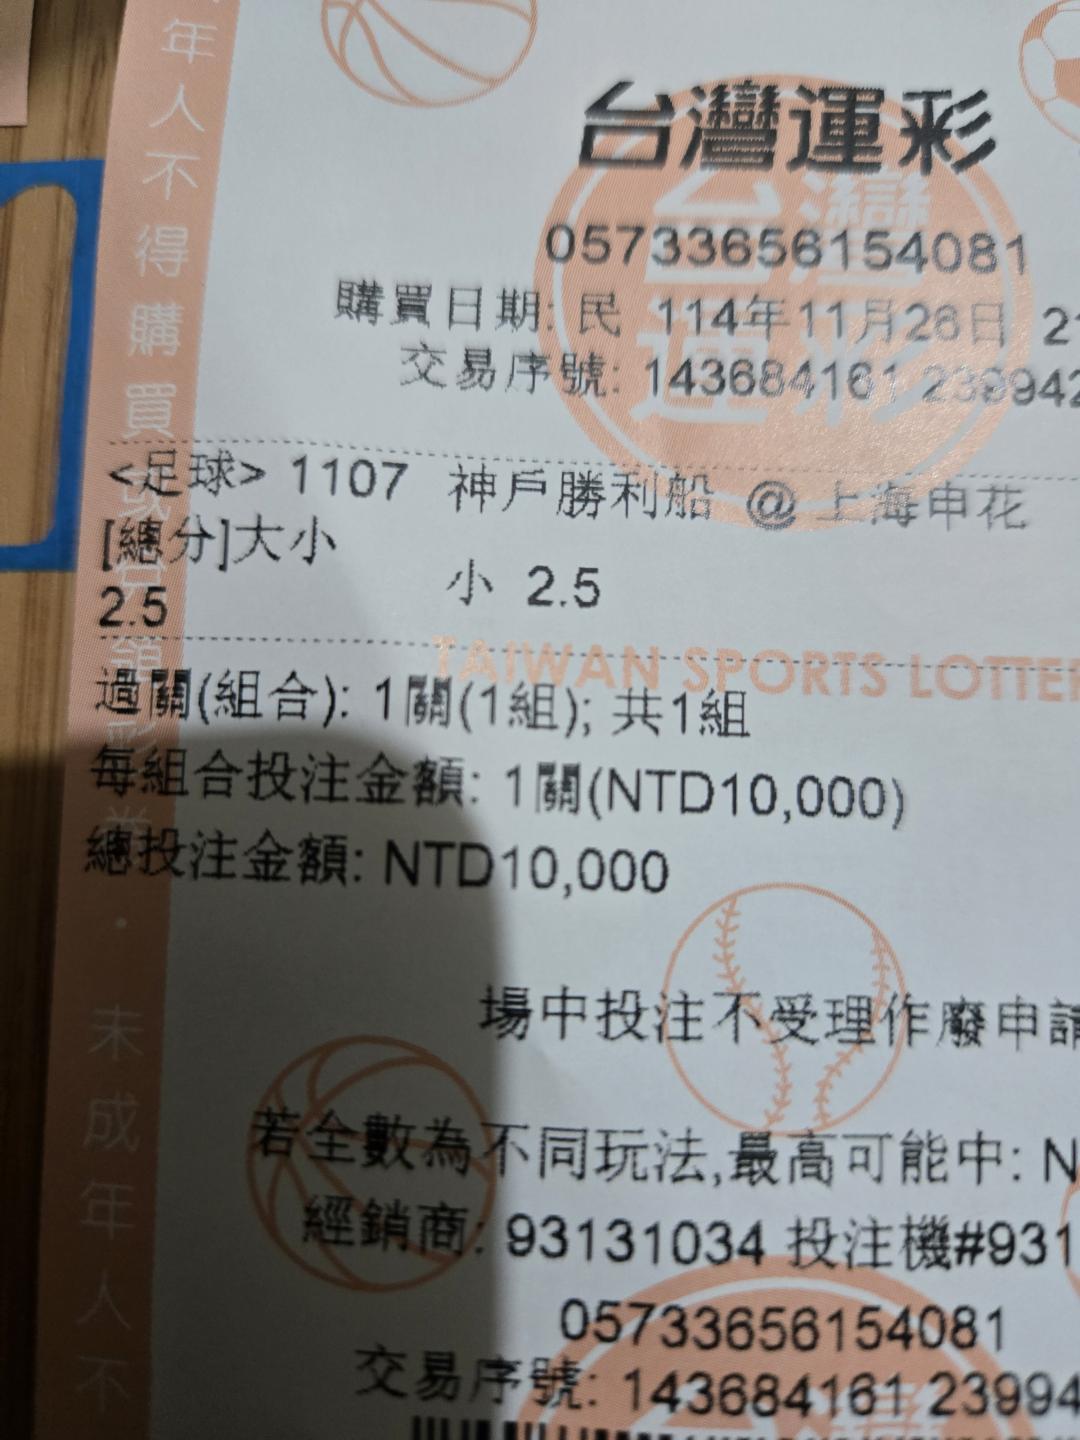 台灣運彩
05733656154081
購買日期: 民 114年11月26日 21
交易序號: 143684161 239942
<足球> 1107 神戶勝利船 @ 上海申花
[總分]大小
2.5 小 2.5
TAIWAN SPORTS LOTTER
過關(組合): 1關(1組); 共1組
每組合投注金額: 1關(NTD10,000)
總投注金額: NTD10,000
場中投注不受理作廢申請
若全數為不同玩法,最高可能中: N
經銷商: 93131034 投注機#931
05733656154081
交易序號: 143684161 23994
年人不得購買
未成年人不